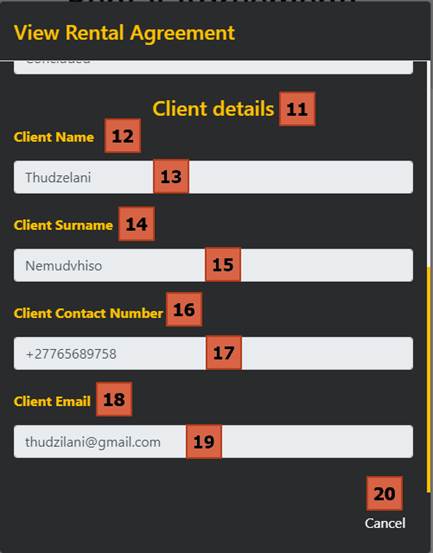 View Rental Agreement
Concluded
Client details 11
Client Name 12
Thudzelani 13
Client Surname 14
Nemudvhiso 15
Client Contact Number 16
+27765689758 17
Client Email 18
thudzilani@gmail.com 19
20
Cancel